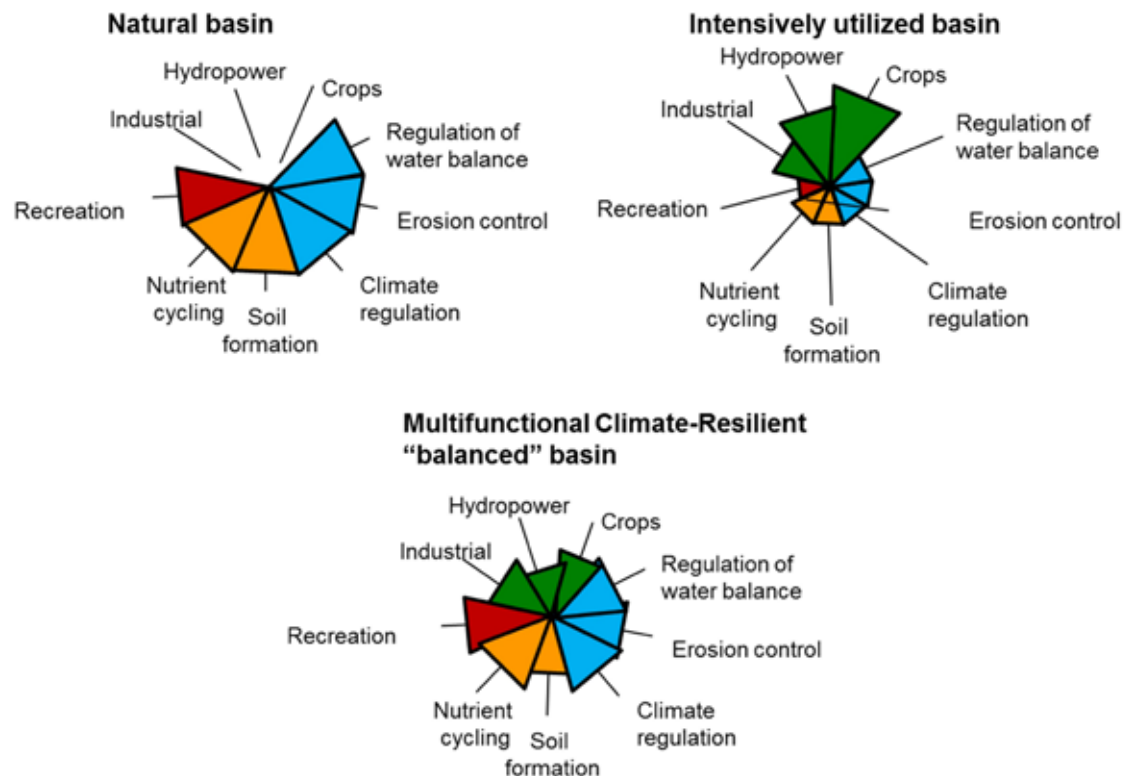 Natural basin
Hydropower
Crops
Industrial
Regulation of
water balance
Recreation
Erosion control
Nutrient
cycling
Soil
formation
Climate
regulation
Intensively utilized basin
Hydropower
Crops
Industrial
Regulation of
water balance
Recreation
Erosion control
Nutrient
cycling
Soil
formation
Climate
regulation
Multifunctional Climate-Resilient
“balanced” basin
Hydropower
Crops
Industrial
Regulation of
water balance
Recreation
Erosion control
Nutrient
cycling
Soil
formation
Climate
regulation